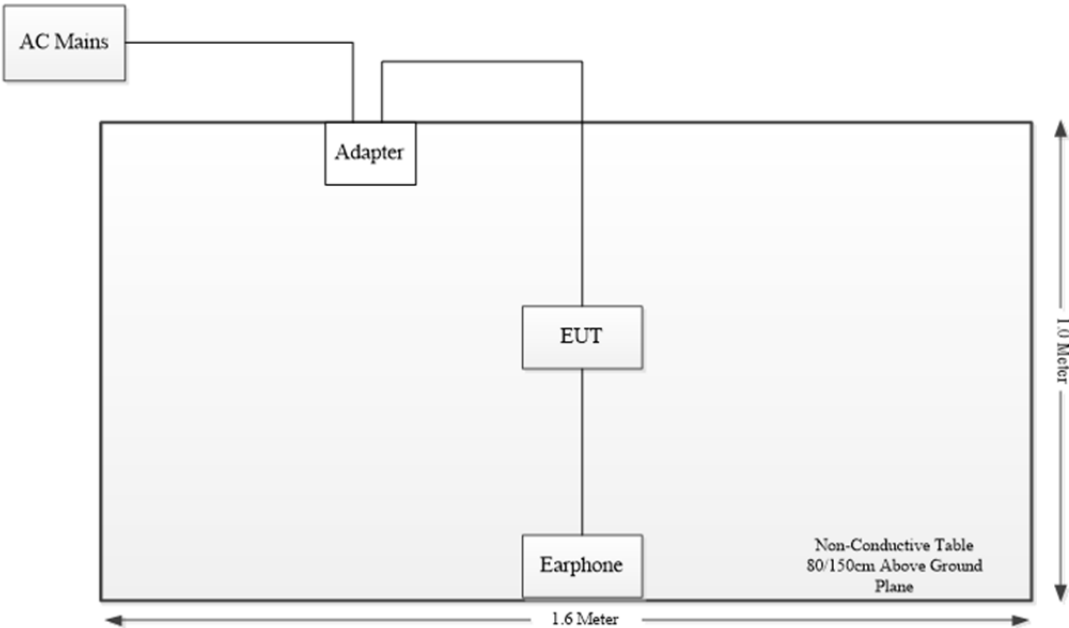 AC Mains
Adapter
EUT
1.0 Meter
Earphone
Non-Conductive Table
80/150cm Above Ground
Plane
1.6 Meter